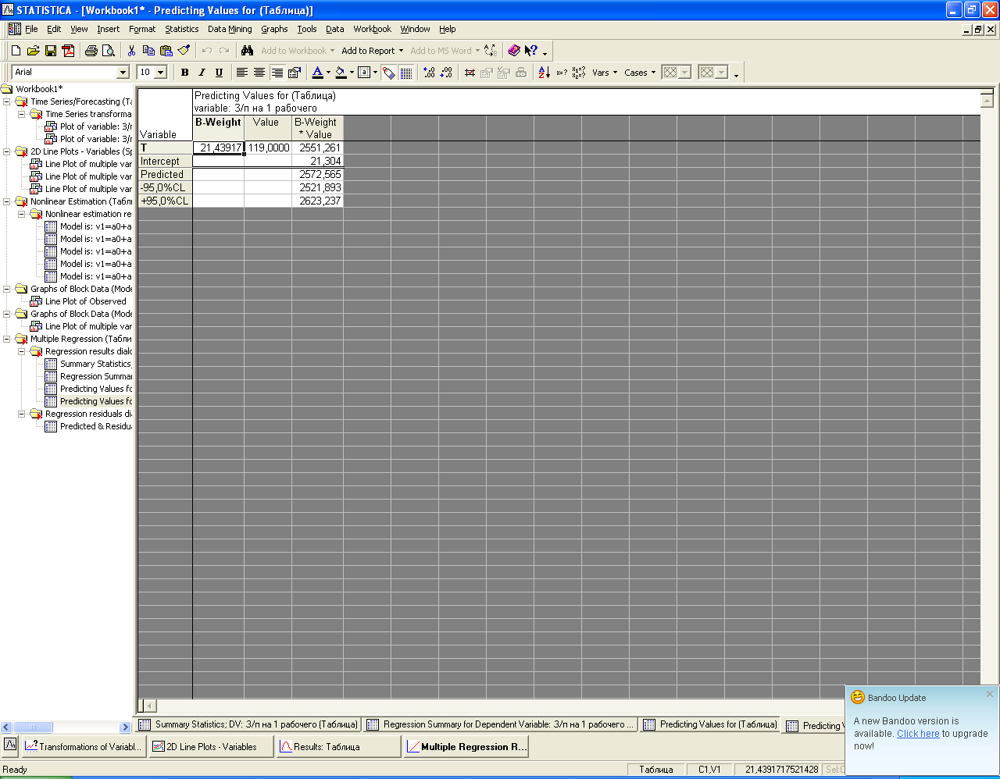 STATISTICA - [Workbook1* - Predicting Values for (Таблица)]
File Edit View Insert Format Statistics Data Mining Graphs Tools Data Workbook Window Help
Add to Workbook Add to Report Add to MS Word
Arial 10 B I U Vars Cases
Workbook1*
Time Series/Forecasting (Та
Time Series transforma
Plot of variable: З/п
Plot of variable: З/п
2D Line Plots - Variables (Sp
Line Plot of multiple var
Line Plot of multiple var
Line Plot of multiple var
Nonlinear Estimation (Табли
Nonlinear estimation re
Model is: v1=a0+a
Model is: v1=a0+a
Model is: v1=a0+a
Model is: v1=a0+a
Model is: v1=a0+a
Graphs of Block Data (Mode
Line Plot of Observed
Graphs of Block Data (Mode
Line Plot of multiple var
Multiple Regression (Табли
Regression results dialo
Summary Statistics;
Regression Summar
Predicting Values fo
Predicting Values fo
Regression residuals dia
Predicted & Residu
Predicting Values for (Таблица)
variable: З/п на 1 рабочего
Variable B-Weight Value B-Weight * Value
T 21,43917 119,0000 2551,261
Intercept 21,304
Predicted 2572,565
-95,0%CL 2521,893
+95,0%CL 2623,237
Summary Statistics; DV: З/п на 1 рабочего (Таблица) Regression Summary for Dependent Variable: З/п на 1 рабочего ... Predicting Values for (Таблица) Predicting V
Transformations of Variabl... 2D Line Plots - Variables Results: Таблица Multiple Regression R...
Ready Таблица C1,V1 21,4391717521428 Sel:
Bandoo Update
A new Bandoo version is
available. Click here to upgrade
now!